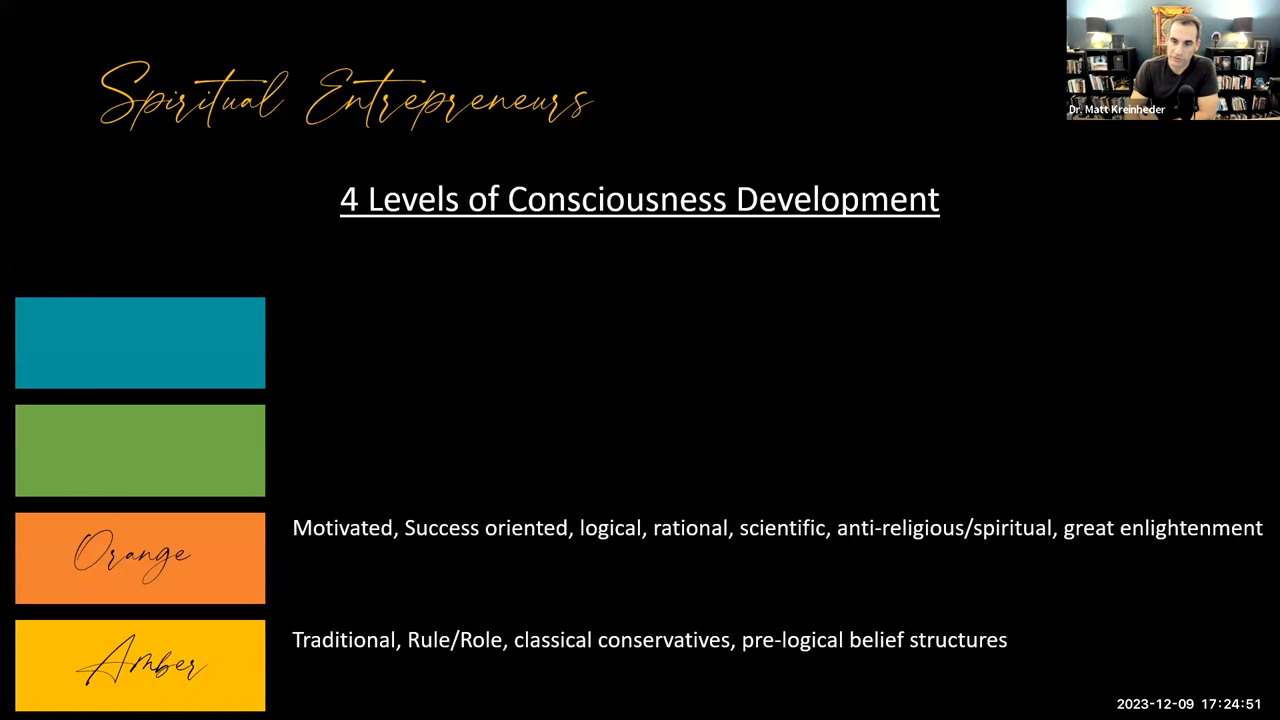 Spiritual Entrepreneurs
Dr. Matt Kreinheder
4 Levels of Consciousness Development
Orange
Motivated, Success oriented, logical, rational, scientific, anti-religious/spiritual, great enlightenment
Amber
Traditional, Rule/Role, classical conservatives, pre-logical belief structures
2023-12-09 17:24:51